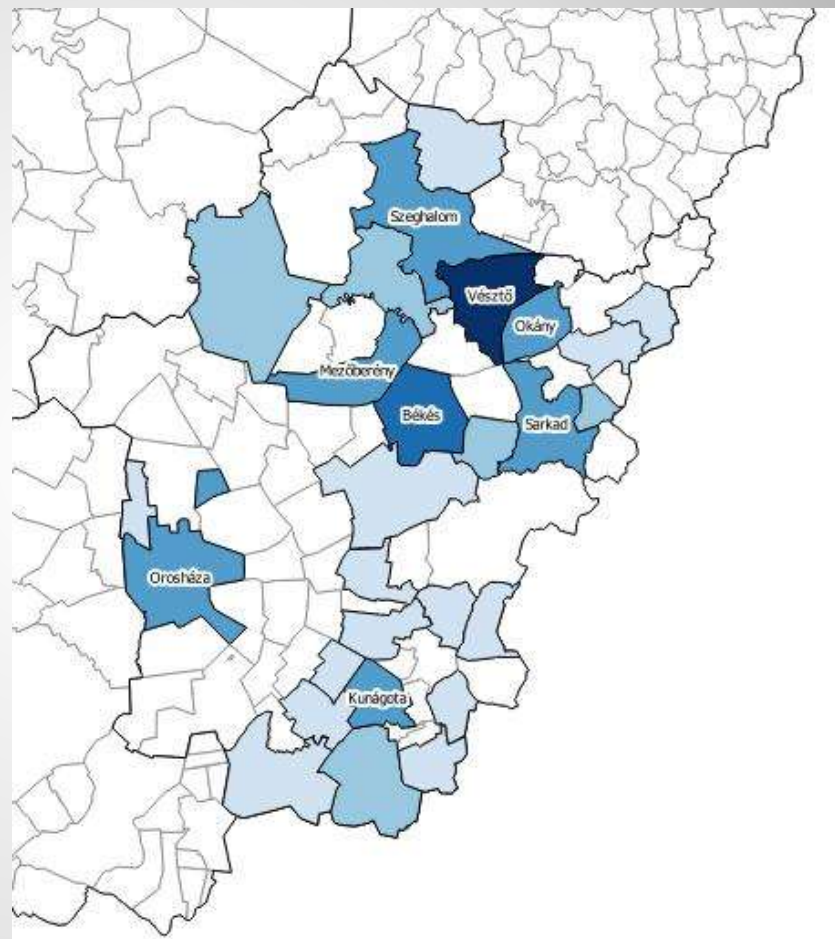 Szeghalom
Vésztő
Okány
Mezőberény
Békés
Sarkad
Orosháza
Kunágota